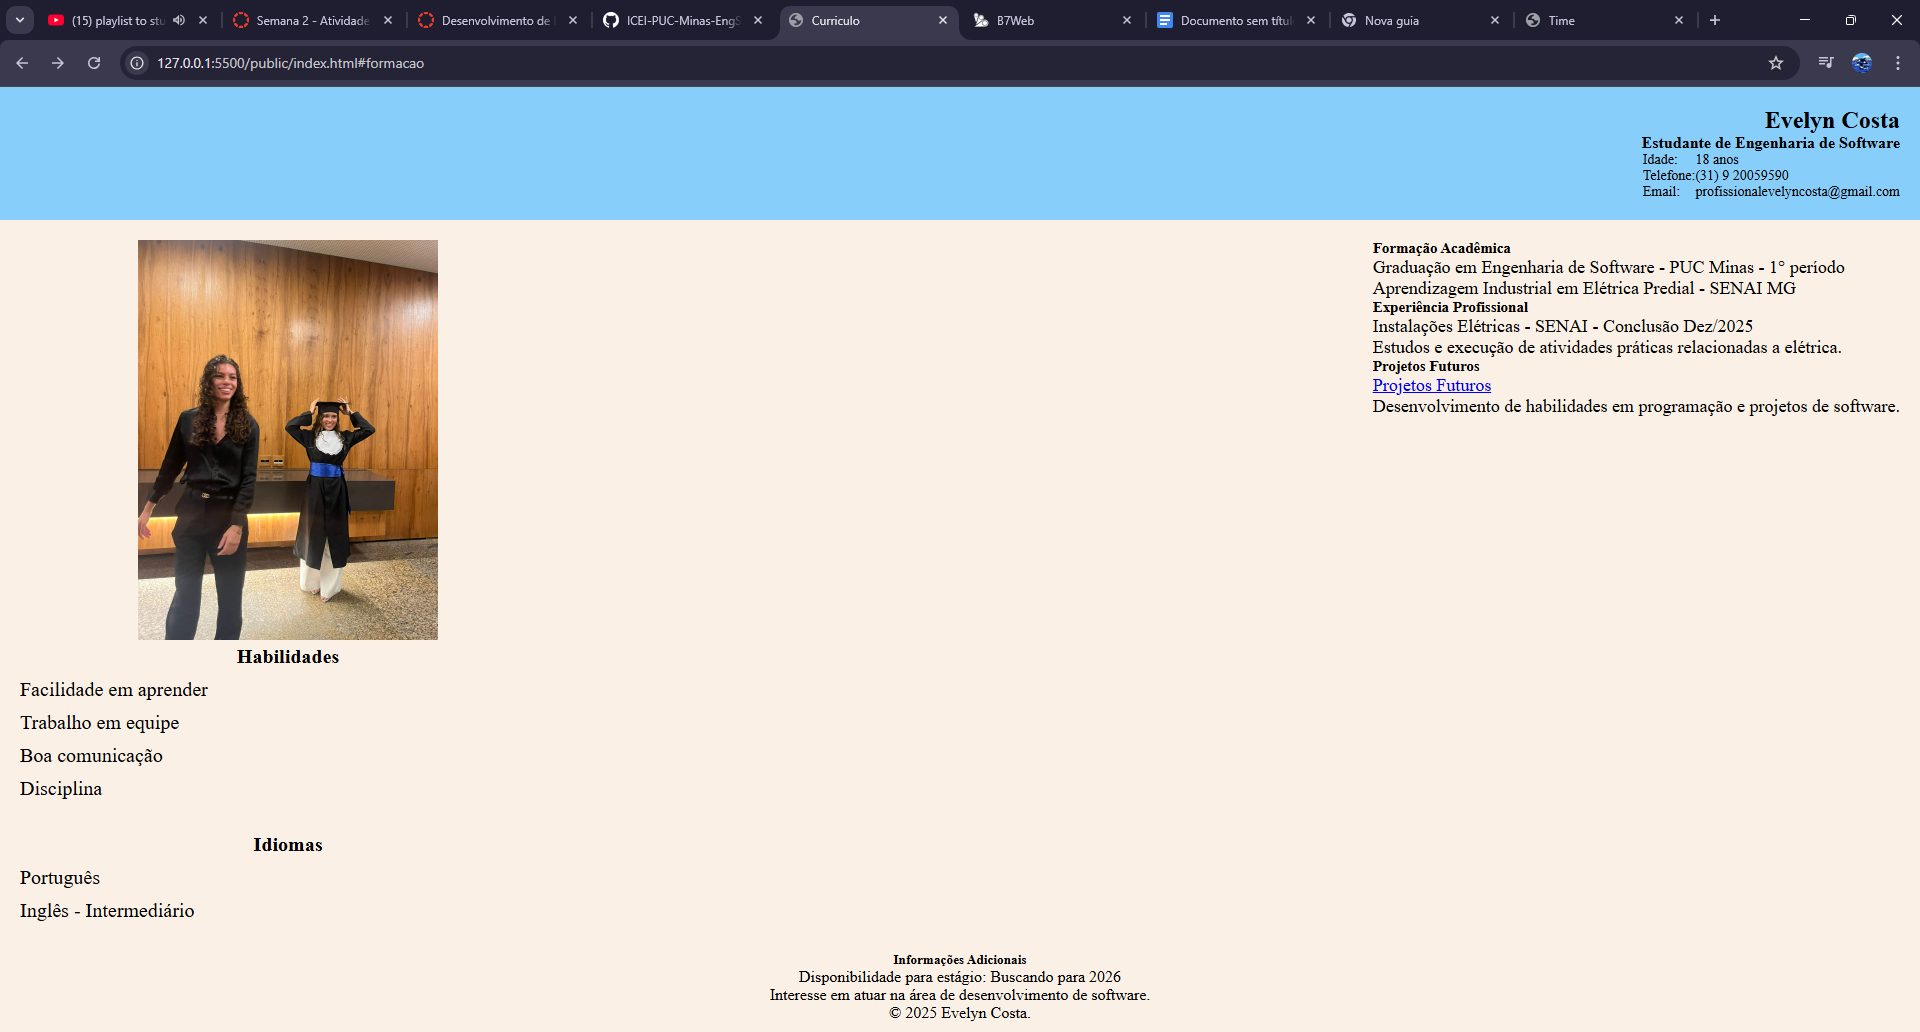 (15) playlist to stu
Semana 2 - Atividade
Desenvolvimento de
ICEI-PUC-Minas-EngS
Curriculo
B7Web
Documento sem títul
Nova guia
Time
127.0.0.1:5500/public/index.html#formacao
Evelyn Costa
Estudante de Engenharia de Software
Idade: 18 anos
Telefone:(31) 9 20059590
Email: profissionalevelyncosta@gmail.com
Formação Acadêmica
Graduação em Engenharia de Software - PUC Minas - 1° período
Aprendizagem Industrial em Elétrica Predial - SENAI MG
Experiência Profissional
Instalações Elétricas - SENAI - Conclusão Dez/2025
Estudos e execução de atividades práticas relacionadas a elétrica.
Projetos Futuros
Projetos Futuros
Desenvolvimento de habilidades em programação e projetos de software.
Habilidades
Facilidade em aprender
Trabalho em equipe
Boa comunicação
Disciplina
Idiomas
Português
Inglês - Intermediário
Informações Adicionais
Disponibilidade para estágio: Buscando para 2026
Interesse em atuar na área de desenvolvimento de software.
© 2025 Evelyn Costa.